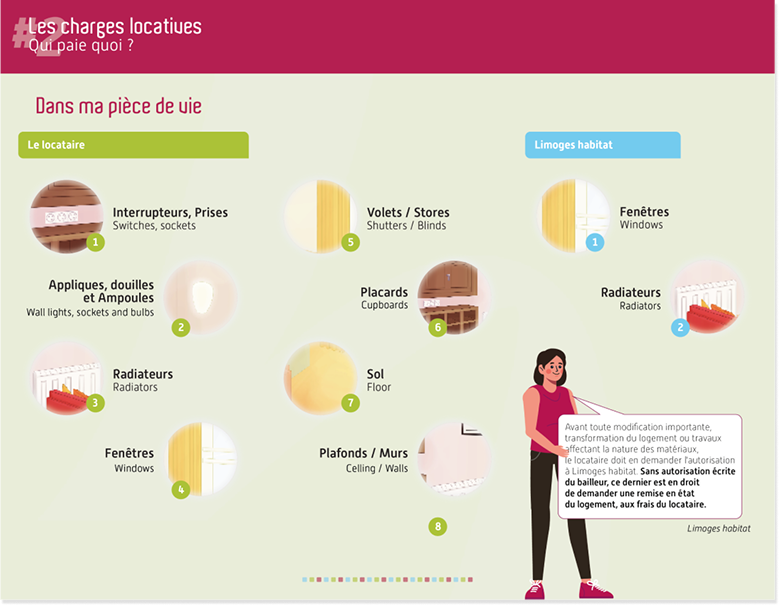 #2
Les charges locatives
Qui paie quoi ?
Dans ma pièce de vie
Le locataire
Interrupteurs, Prises
Switches, sockets
1
Appliques, douilles
et Ampoules
Wall lights, sockets and bulbs
2
Radiateurs
Radiators
3
Fenêtres
Windows
4
Volets / Stores
Shutters / Blinds
5
Placards
Cupboards
6
Sol
Floor
7
Plafonds / Murs
Celling / Walls
8
Limoges habitat
Fenêtres
Windows
1
Radiateurs
Radiators
2
Avant toute modification importante,
transformation du logement ou travaux
affectant la nature des matériaux,
le locataire doit en demander l'autorisation
à Limoges habitat. Sans autorisation écrite
du bailleur, ce dernier est en droit
de demander une remise en état
du logement, aux frais du locataire.
Limoges habitat